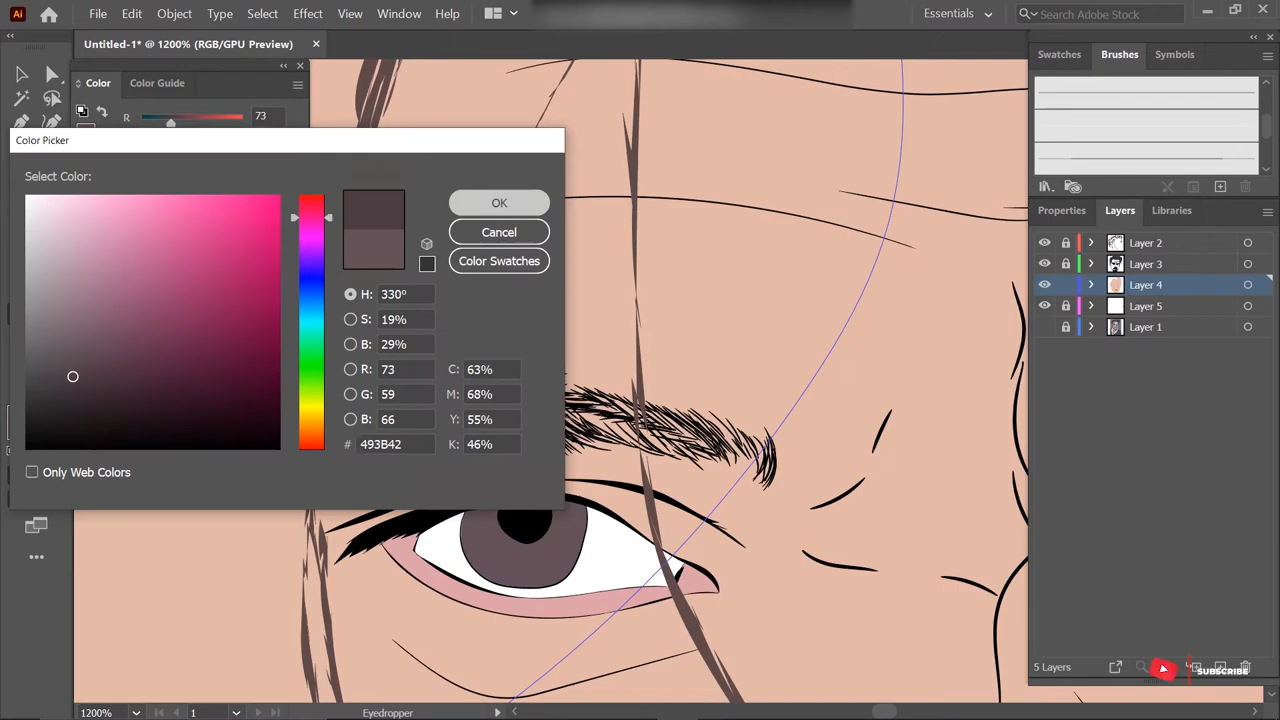 Ai File Edit Object Type Select Effect View Window Help Essentials Search Adobe Stock
Untitled-1* @ 1200% (RGB/GPU Preview)
Color Color Guide
R 73
Color Picker
Select Color:
OK
Cancel
Color Swatches
H: 330º
S: 19%
B: 29%
R: 73 C: 63%
G: 59 M: 68%
B: 66 Y: 55%
# 493B42 K: 46%
Only Web Colors
Swatches Brushes Symbols
Properties Layers Libraries
Layer 2
Layer 3
Layer 4
Layer 5
Layer 1
5 Layers
SUBSCRIBE
1200% 1 Eyedropper